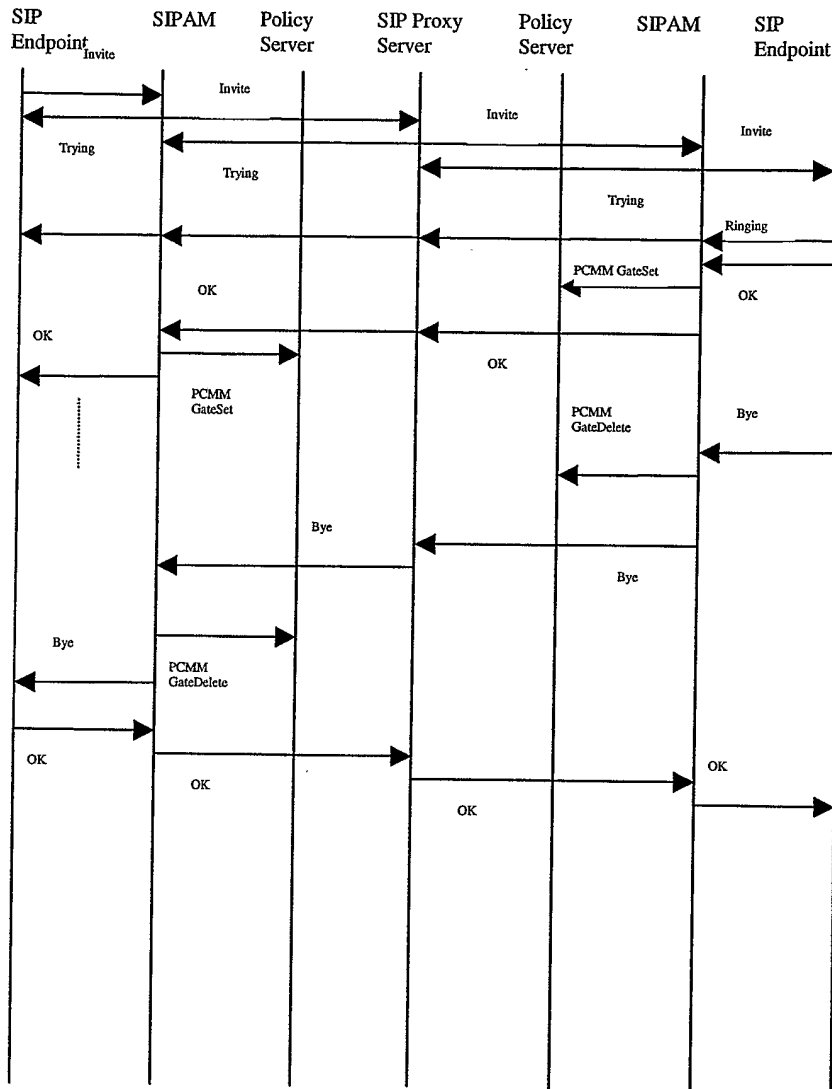 SIP
Endpoint
SIPAM
Policy
Server
SIP Proxy
Server
Policy
Server
SIPAM
SIP
Endpoint
Invite
Invite
Invite
Invite
Trying
Trying
Trying
Ringing
PCMM GateSet
OK
OK
OK
OK
PCMM
GateSet
PCMM
GateDelete
Bye
Bye
Bye
Bye
PCMM
GateDelete
OK
OK
OK
OK